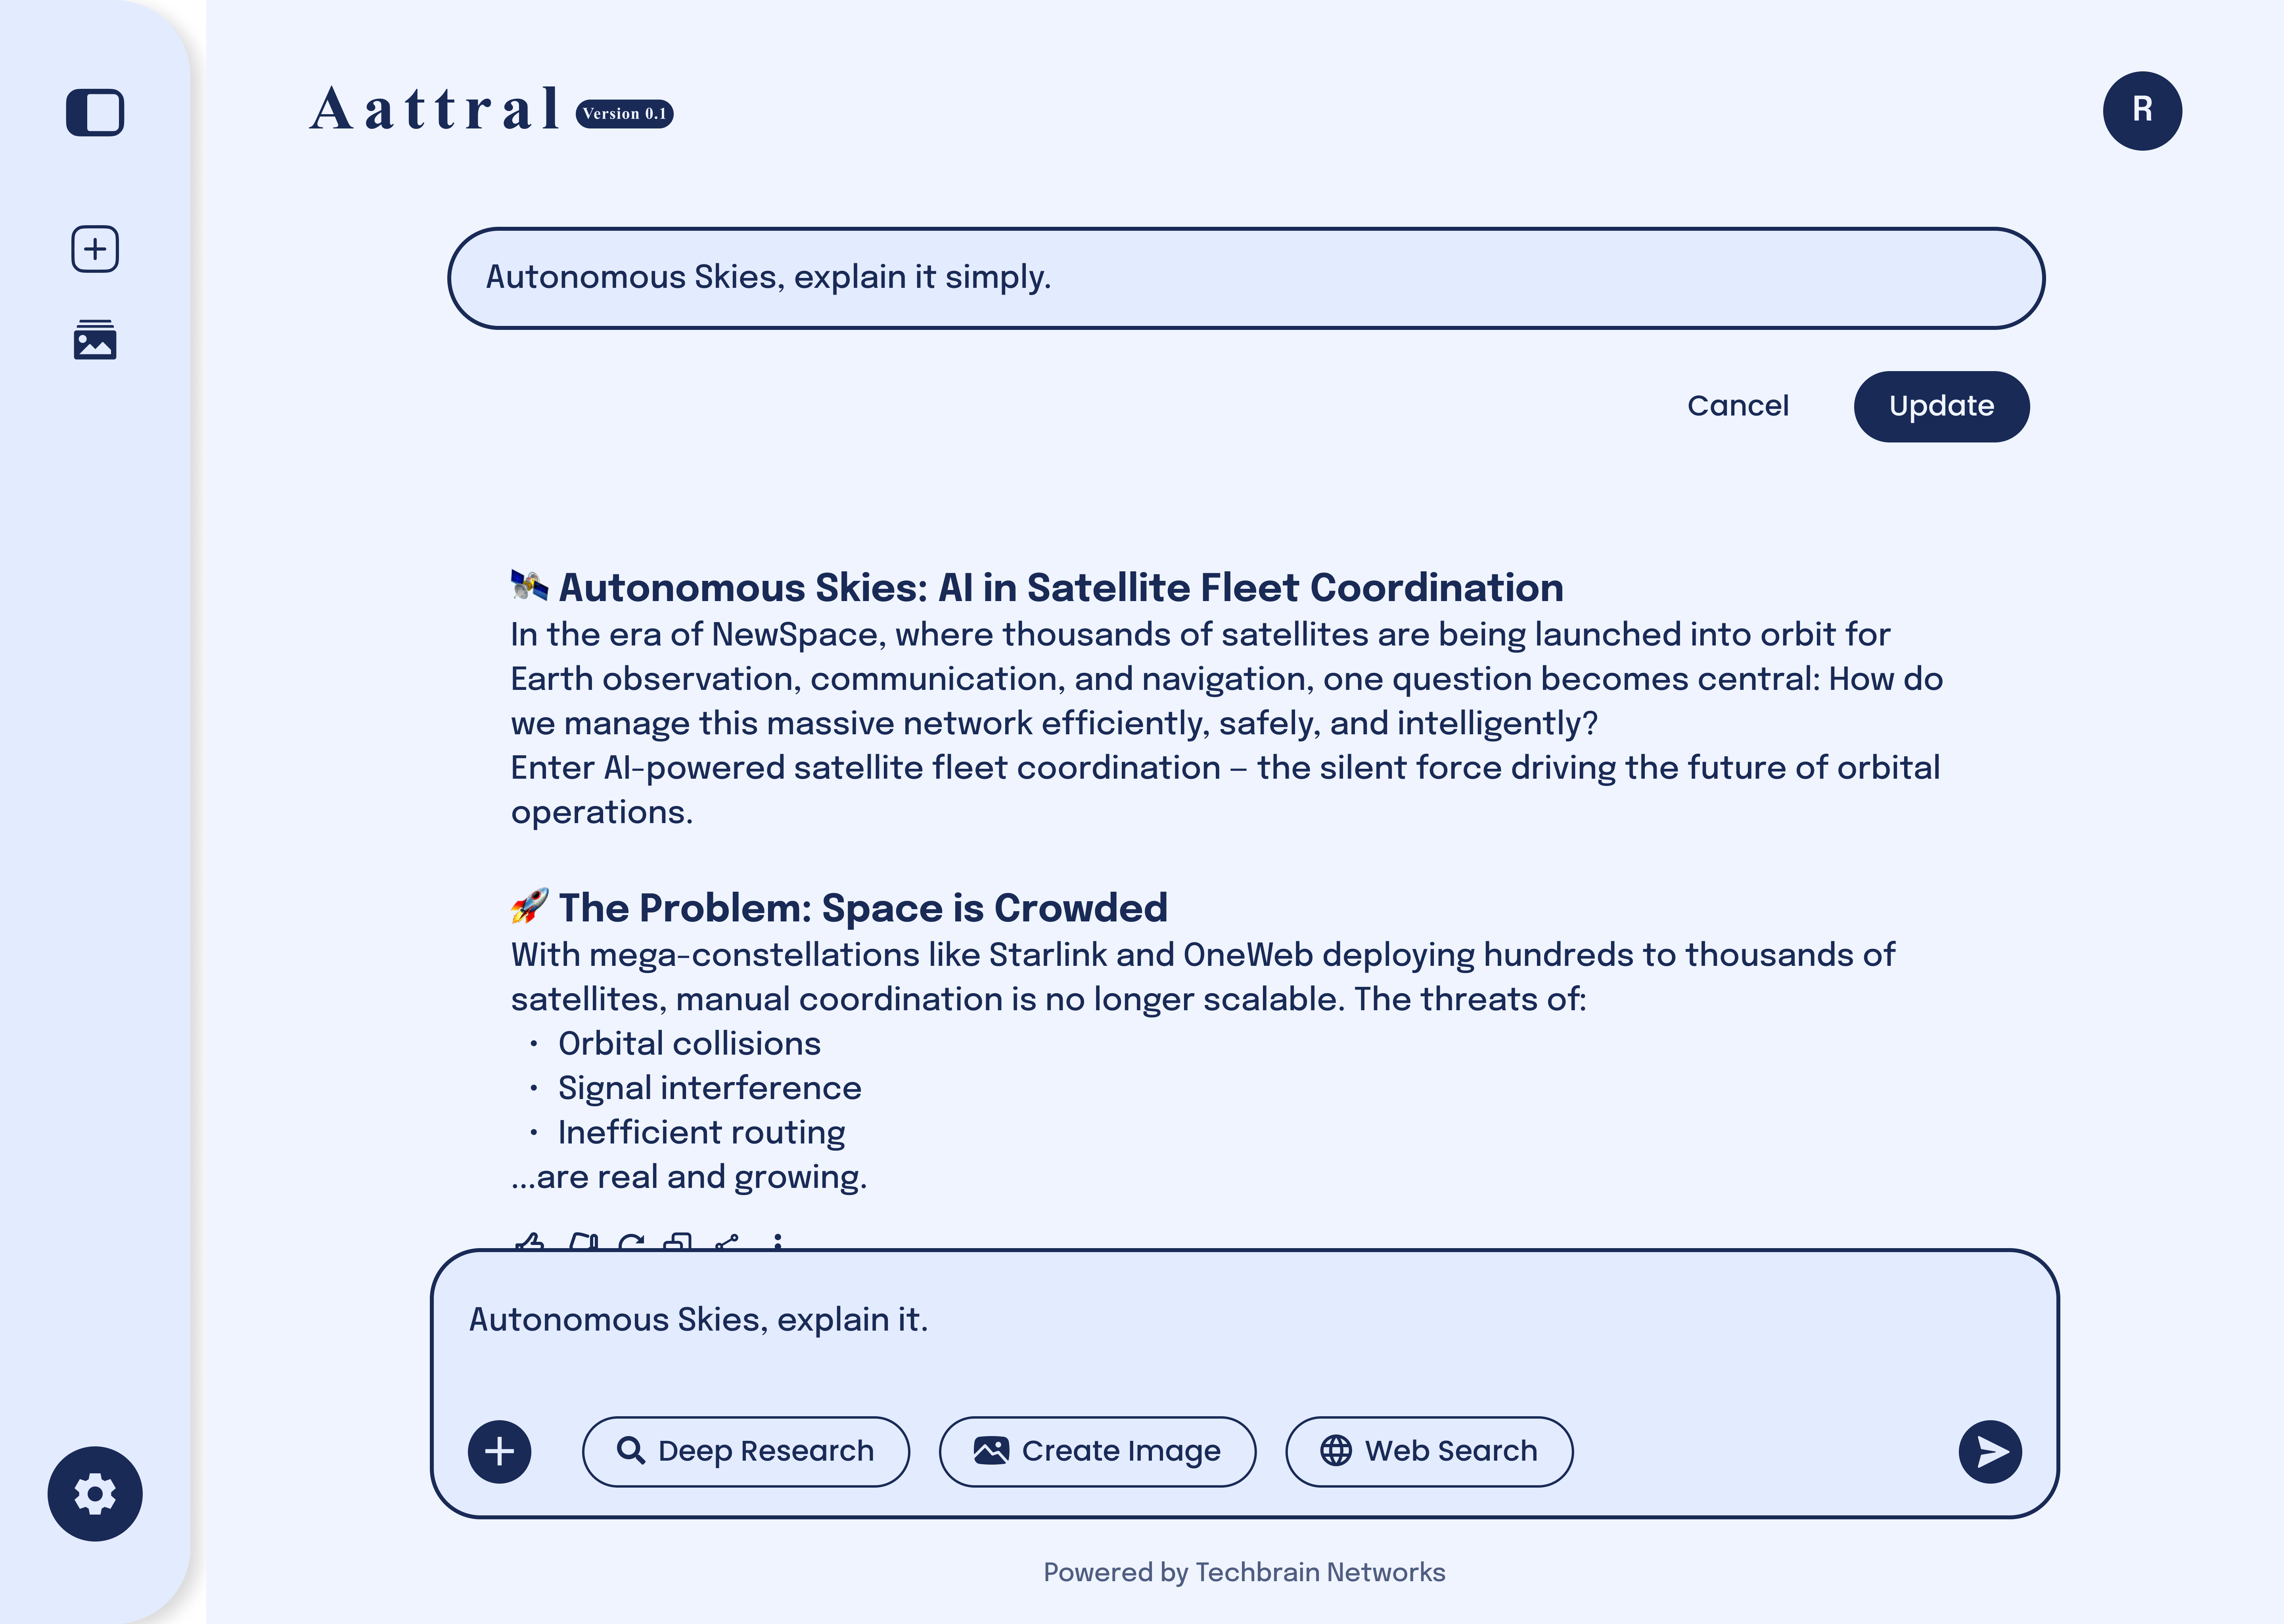 Aattral Version 0.1
R
Autonomous Skies, explain it simply.
Cancel Update
🛰️ Autonomous Skies: AI in Satellite Fleet Coordination
In the era of NewSpace, where thousands of satellites are being launched into orbit for
Earth observation, communication, and navigation, one question becomes central: How do
we manage this massive network efficiently, safely, and intelligently?
Enter AI-powered satellite fleet coordination – the silent force driving the future of orbital
operations.
🚀 The Problem: Space is Crowded
With mega-constellations like Starlink and OneWeb deploying hundreds to thousands of
satellites, manual coordination is no longer scalable. The threats of:
• Orbital collisions
• Signal interference
• Inefficient routing
...are real and growing.
Autonomous Skies, explain it.
Deep Research Create Image Web Search
Powered by Techbrain Networks